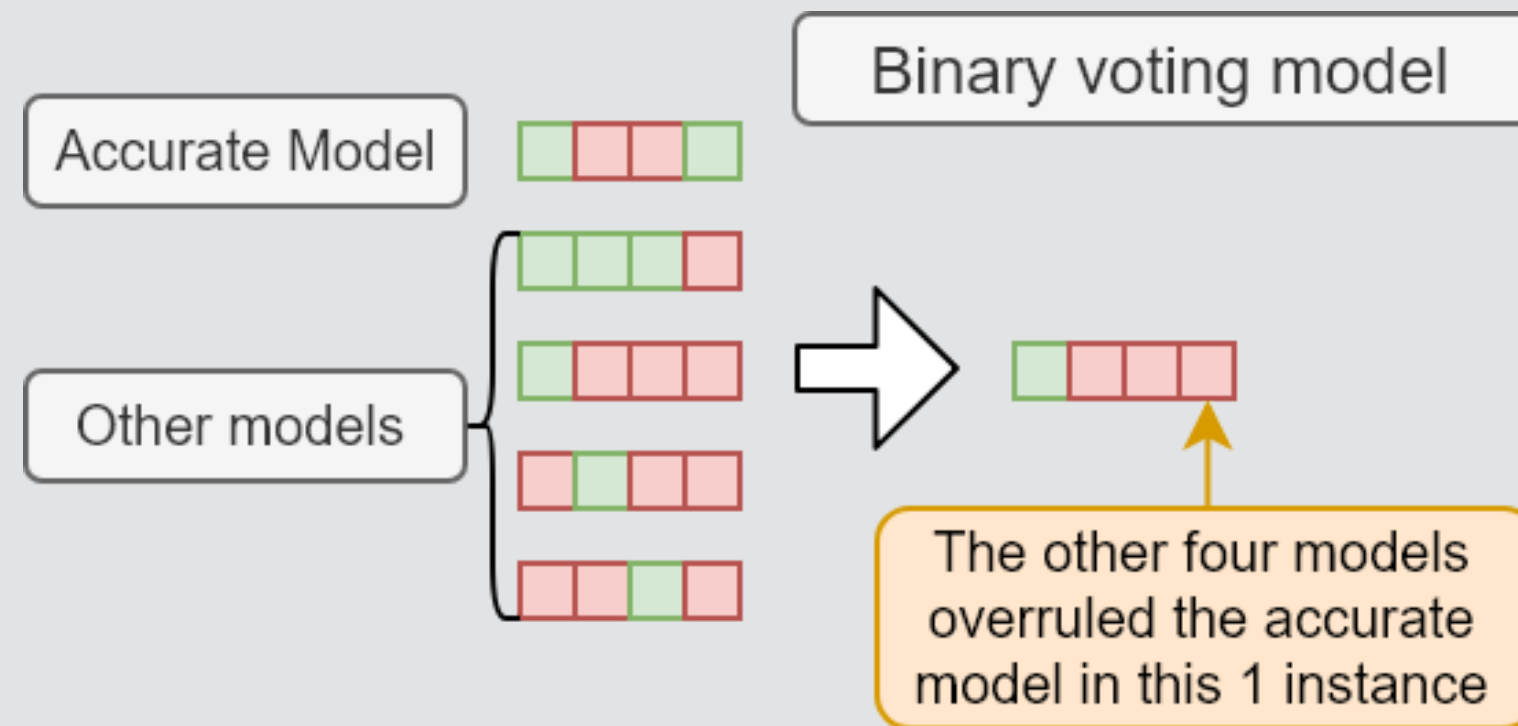 Binary voting model
Accurate Model
Other models
The other four models
overruled the accurate
model in this 1 instance